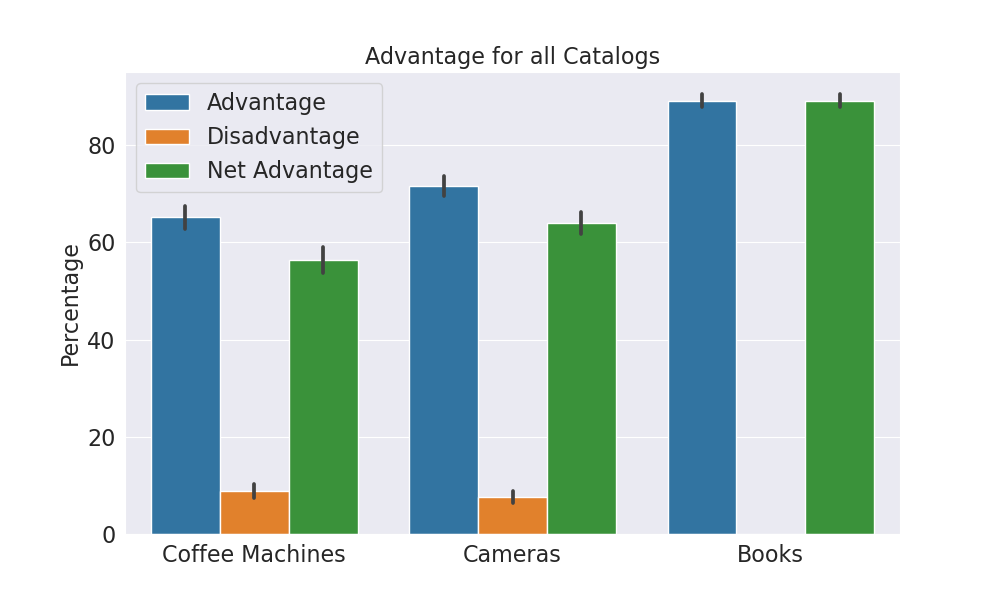 Advantage for all Catalogs
Advantage
Disadvantage
Net Advantage
80
60
40
20
0
Percentage
Coffee Machines
Cameras
Books